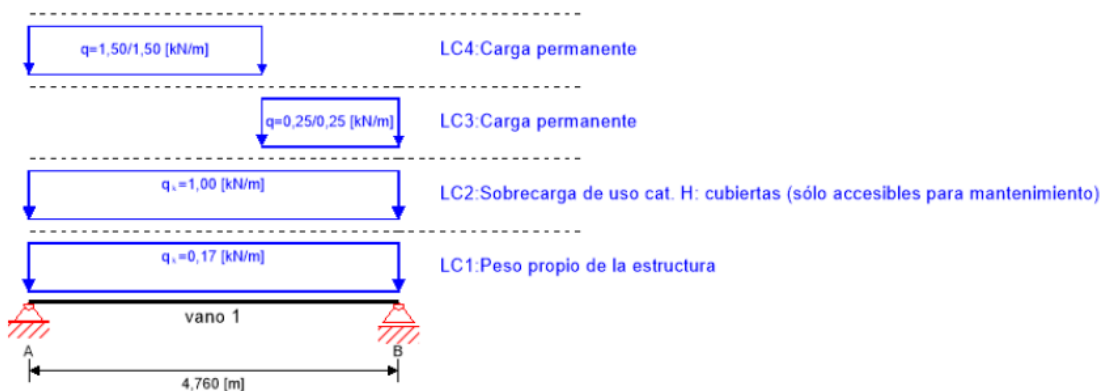 q=1,50/1,50 [kN/m] LC4:Carga permanente
q=0,25/0,25 [kN/m] LC3:Carga permanente
qₖ=1,00 [kN/m] LC2:Sobrecarga de uso cat. H: cubiertas (sólo accesibles para mantenimiento)
qₖ=0,17 [kN/m] LC1:Peso propio de la estructura
vano 1
A B
4,760 [m]